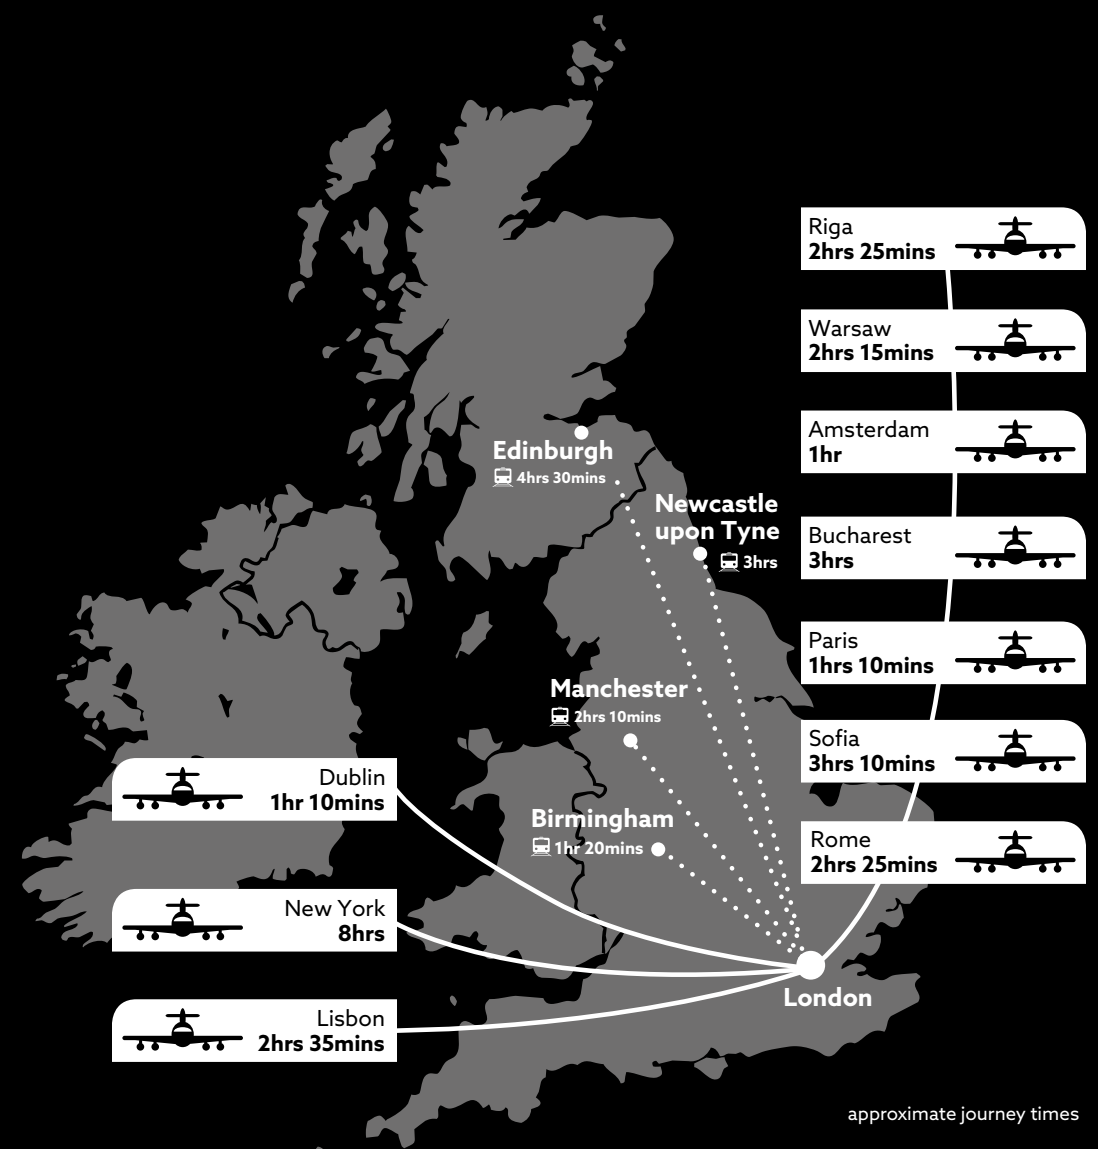 Riga
2hrs 25mins
Warsaw
2hrs 15mins
Amsterdam
1hr
Edinburgh
4hrs 30mins
Newcastle
upon Tyne
3hrs
Bucharest
3hrs
Paris
1hrs 10mins
Manchester
2hrs 10mins
Sofia
3hrs 10mins
Dublin
1hr 10mins
Birmingham
1hr 20mins
Rome
2hrs 25mins
New York
8hrs
London
Lisbon
2hrs 35mins
approximate journey times